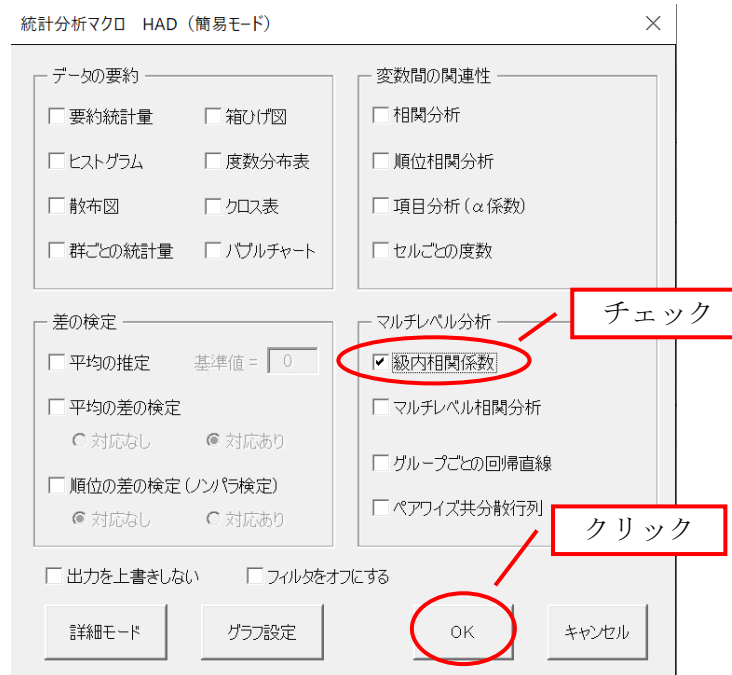 統計分析マクロ HAD（簡易モード）
データの要約
要約統計量 箱ひげ図
ヒストグラム 度数分布表
散布図 クロス表
群ごとの統計量 バブルチャート
変数間の関連性
相関分析
順位相関分析
項目分析(α係数)
セルごとの度数
差の検定
平均の推定 基準値 = 0
平均の差の検定
対応なし 対応あり
順位の差の検定(ノンパラ検定)
対応なし 対応あり
マルチレベル分析
チェック
級内相関係数
マルチレベル相関分析
グループごとの回帰直線
ペアワイズ共分散行列
クリック
出力を上書きしない フィルタをオフにする
詳細モード グラフ設定 OK キャンセル